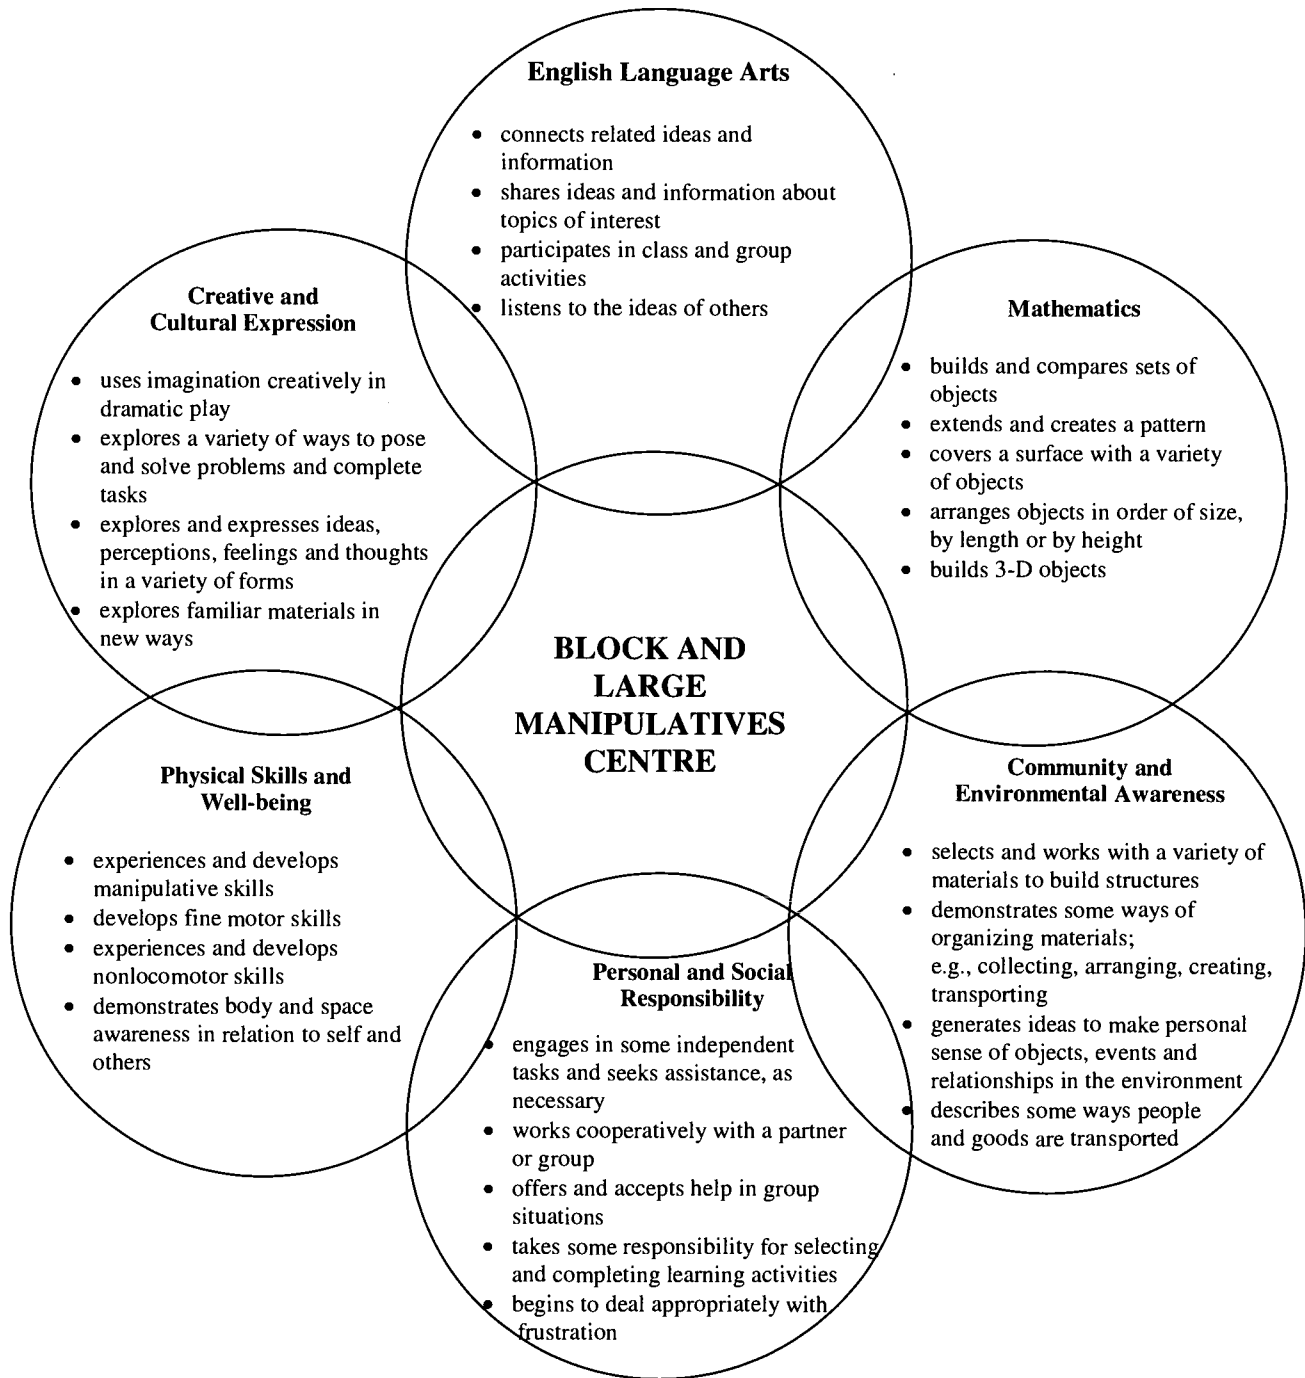 English Language Arts
• connects related ideas and
information
• shares ideas and information about
topics of interest
• participates in class and group
activities
• listens to the ideas of others
Creative and
Cultural Expression
• uses imagination creatively in
dramatic play
• explores a variety of ways to pose
and solve problems and complete
tasks
• explores and expresses ideas,
perceptions, feelings and thoughts
in a variety of forms
• explores familiar materials in
new ways
Mathematics
• builds and compares sets of
objects
• extends and creates a pattern
• covers a surface with a variety
of objects
• arranges objects in order of size,
by length or by height
• builds 3-D objects
BLOCK AND
LARGE
MANIPULATIVES
CENTRE
Physical Skills and
Well-being
• experiences and develops
manipulative skills
• develops fine motor skills
• experiences and develops
nonlocomotor skills
• demonstrates body and space
awareness in relation to self and
others
Community and
Environmental Awareness
• selects and works with a variety of
materials to build structures
• demonstrates some ways of
organizing materials;
e.g., collecting, arranging, creating,
transporting
• generates ideas to make personal
sense of objects, events and
relationships in the environment
• describes some ways people
and goods are transported
Personal and Social
Responsibility
• engages in some independent
tasks and seeks assistance, as
necessary
• works cooperatively with a partner
or group
• offers and accepts help in group
situations
• takes some responsibility for selecting
and completing learning activities
• begins to deal appropriately with
frustration